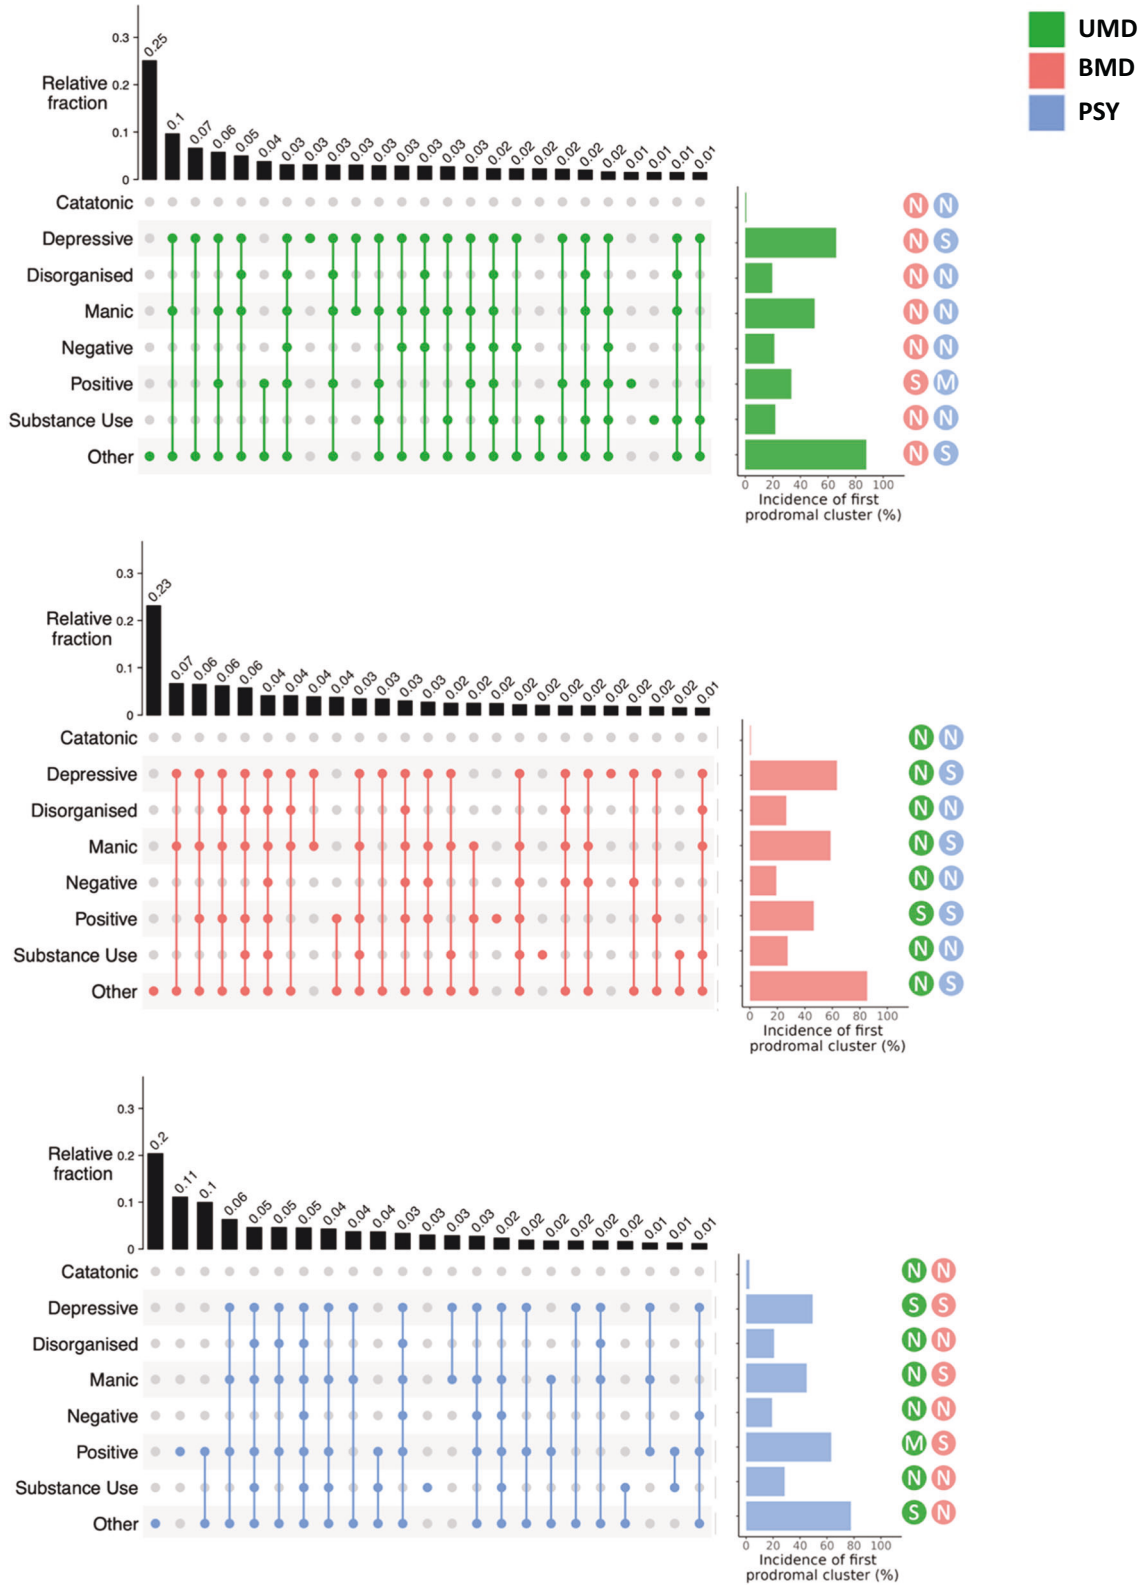 UMD
BMD
PSY
0.3
0.2
0.1
0
Relative
fraction
0.25 0.1 0.07 0.06 0.05 0.04 0.03 0.03 0.03 0.03 0.03 0.03 0.03 0.03 0.03 0.02 0.02 0.02 0.02 0.02 0.02 0.01 0.01 0.01 0.01
Catatonic N N
Depressive N S
Disorganised N N
Manic N N
Negative N N
Positive S M
Substance Use N N
Other N S
0 20 40 60 80 100
Incidence of first
prodromal cluster (%)
0.3
0.2
0.1
0
Relative
fraction
0.23 0.07 0.06 0.06 0.06 0.04 0.04 0.04 0.04 0.03 0.03 0.03 0.03 0.02 0.02 0.02 0.02 0.02 0.02 0.02 0.02 0.02 0.02 0.02 0.01
Catatonic N N
Depressive N S
Disorganised N N
Manic N S
Negative N N
Positive S S
Substance Use N N
Other N S
0 20 40 60 80 100
Incidence of first
prodromal cluster (%)
0.3
0.2
0.1
0
Relative
fraction
0.2 0.11 0.1 0.06 0.05 0.05 0.05 0.04 0.04 0.04 0.03 0.03 0.03 0.03 0.02 0.02 0.02 0.02 0.02 0.02 0.01 0.01 0.01
Catatonic N N
Depressive S S
Disorganised N N
Manic N S
Negative N N
Positive M S
Substance Use N N
Other S N
0 20 40 60 80 100
Incidence of first
prodromal cluster (%)